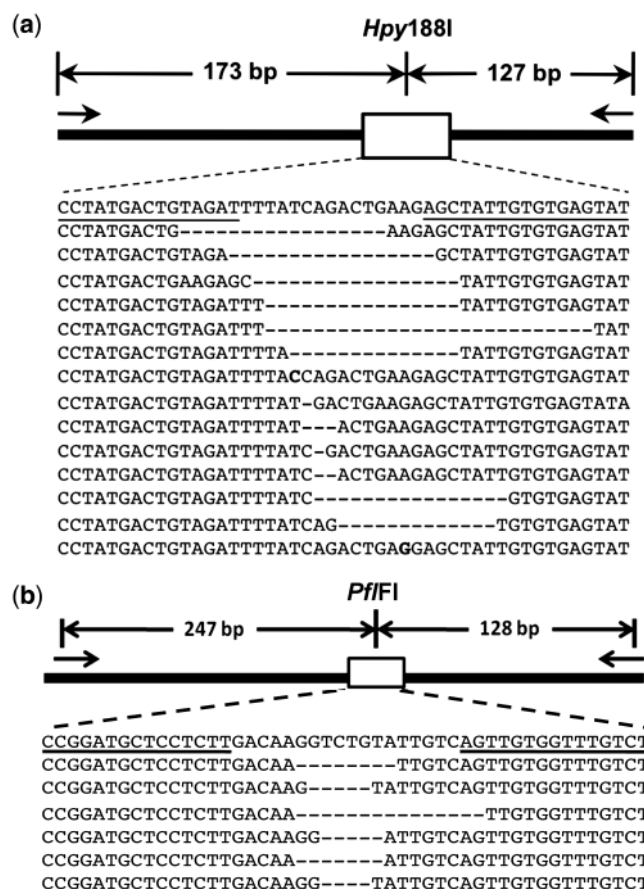 (a)
Hpy188I
173 bp 127 bp
CCTATGACTGTAGATTTTATCAGACTGAAGAGCTATTGTGTGAGTAT
CCTATGACTG-----------------AAGAGCTATTGTGTGAGTAT
CCTATGACTGTAGA-----------------GCTATTGTGTGAGTAT
CCTATGACTGAAGAGC-----------------TATTGTGTGAGTAT
CCTATGACTGTAGATTT----------------TATTGTGTGAGTAT
CCTATGACTGTAGATTT---------------------------TAT
CCTATGACTGTAGATTTTA--------------TATTGTGTGAGTAT
CCTATGACTGTAGATTTTACCAGACTGAAGAGCTATTGTGTGAGTAT
CCTATGACTGTAGATTTTAT-GACTGAAGAGCTATTGTGTGAGTATA
CCTATGACTGTAGATTTTAT---ACTGAAGAGCTATTGTGTGAGTAT
CCTATGACTGTAGATTTTATC-GACTGAAGAGCTATTGTGTGAGTAT
CCTATGACTGTAGATTTTATC--ACTGAAGAGCTATTGTGTGAGTAT
CCTATGACTGTAGATTTTATC----------------GTGTGAGTAT
CCTATGACTGTAGATTTTATCAG-------------TGTGTGAGTAT
CCTATGACTGTAGATTTTATCAGACTGAGGAGCTATTGTGTGAGTAT
(b)
PflFI
247 bp 128 bp
CCGGATGCTCCTCTTGACAAGGTCTGTATTGTCAGTTGTGGTTTGTCT
CCGGATGCTCCTCTTGACAA--------TTGTCAGTTGTGGTTTGTCT
CCGGATGCTCCTCTTGACAAG-----TATTGTCAGTTGTGGTTTGTCT
CCGGATGCTCCTCTTGACAA---------------TTGTGGTTTGTCT
CCGGATGCTCCTCTTGACAAGG-----ATTGTCAGTTGTGGTTTGTCT
CCGGATGCTCCTCTTGACAA-------ATTGTCAGTTGTGGTTTGTCT
CCGGATGCTCCTCTTGACAAGG----TATTGTCAGTTGTGGTTTGTCT